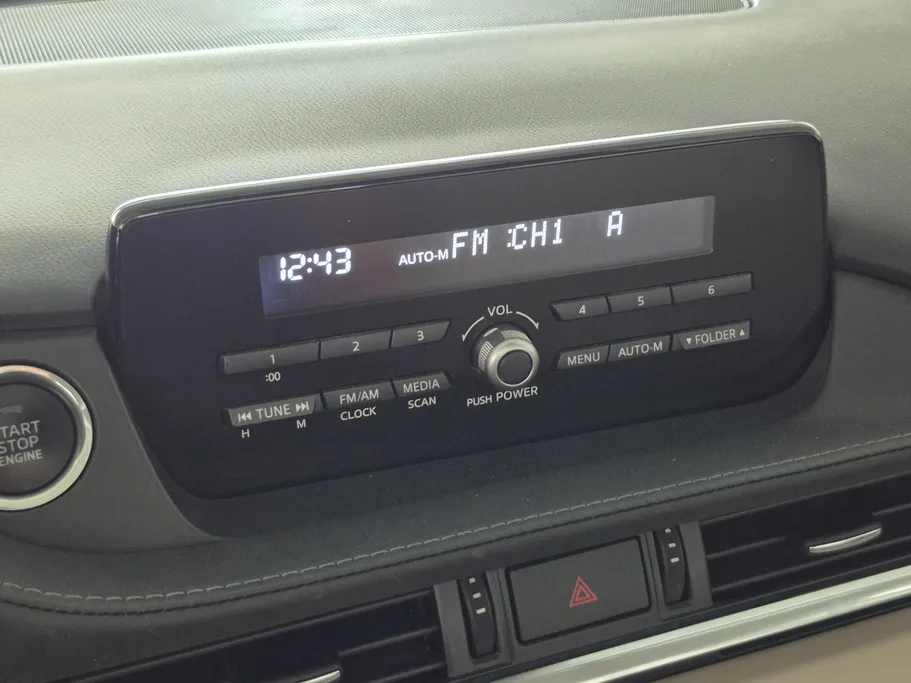 12:43 AUTO-M FM :CH1 A
VOL
1 2 3 4 5 6
:00
TUNE FM/AM MEDIA MENU AUTO-M FOLDER
H M CLOCK SCAN PUSH POWER
START
STOP
ENGINE